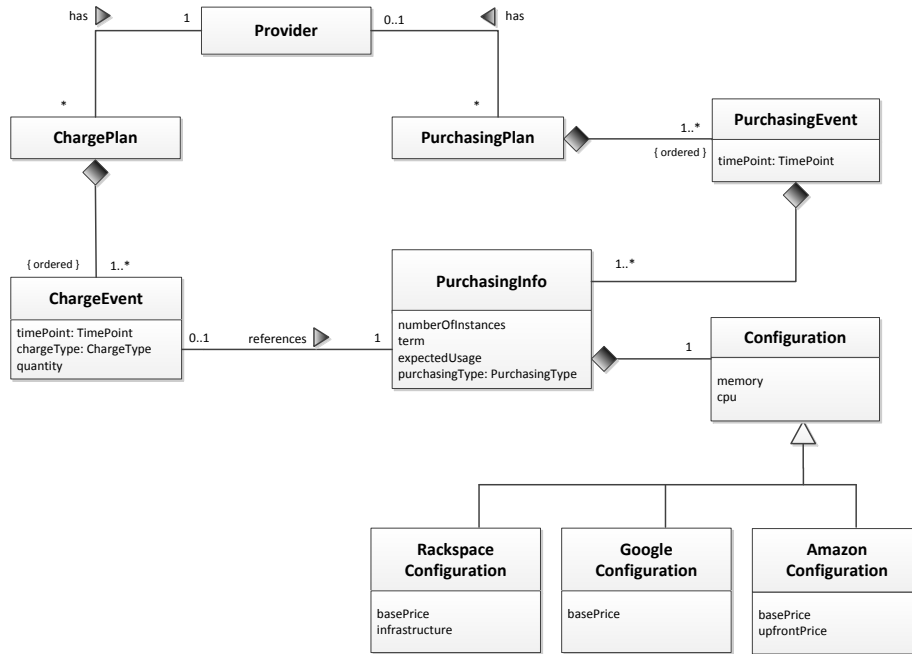 has
1
Provider
0..1
has
*
*
ChargePlan
PurchasingPlan
1..*
{ ordered }
PurchasingEvent
timePoint: TimePoint
{ ordered }
1..*
1..*
ChargeEvent
timePoint: TimePoint
chargeType: ChargeType
quantity
0..1
references
1
PurchasingInfo
numberOfInstances
term
expectedUsage
purchasingType: PurchasingType
1
Configuration
memory
cpu
Rackspace
Configuration
basePrice
infrastructure
Google
Configuration
basePrice
Amazon
Configuration
basePrice
upfrontPrice